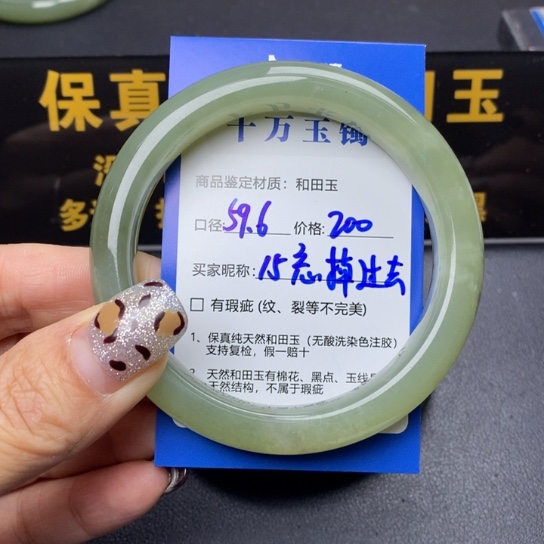 保真 田玉
多 爆
十万玉镯
商品鉴定材质：和田玉
口径：59.6 价格：200
买家昵称：15忘掉过去
□ 有瑕疵 (纹、裂等不完美)
1、保真纯天然和田玉（无酸洗染色注胶）
支持复检，假一赔十
2、天然和田玉有棉花、黑点、玉线
天然结构，不属于瑕疵